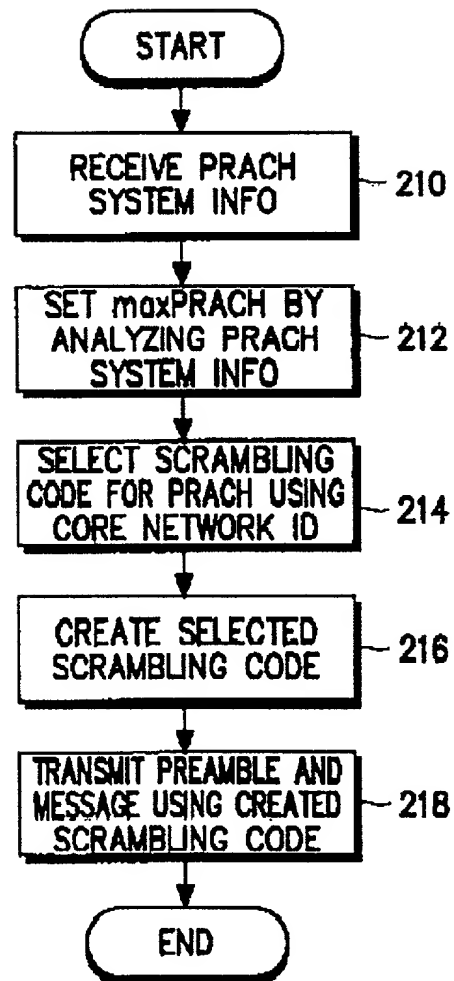 START
RECEIVE PRACH
SYSTEM INFO
210
SET maxPRACH BY
ANALYZING PRACH
SYSTEM INFO
212
SELECT SCRAMBLING
CODE FOR PRACH USING
CORE NETWORK ID
214
CREATE SELECTED
SCRAMBLING CODE
216
TRANSMIT PREAMBLE AND
MESSAGE USING CREATED
SCRAMBLING CODE
218
END